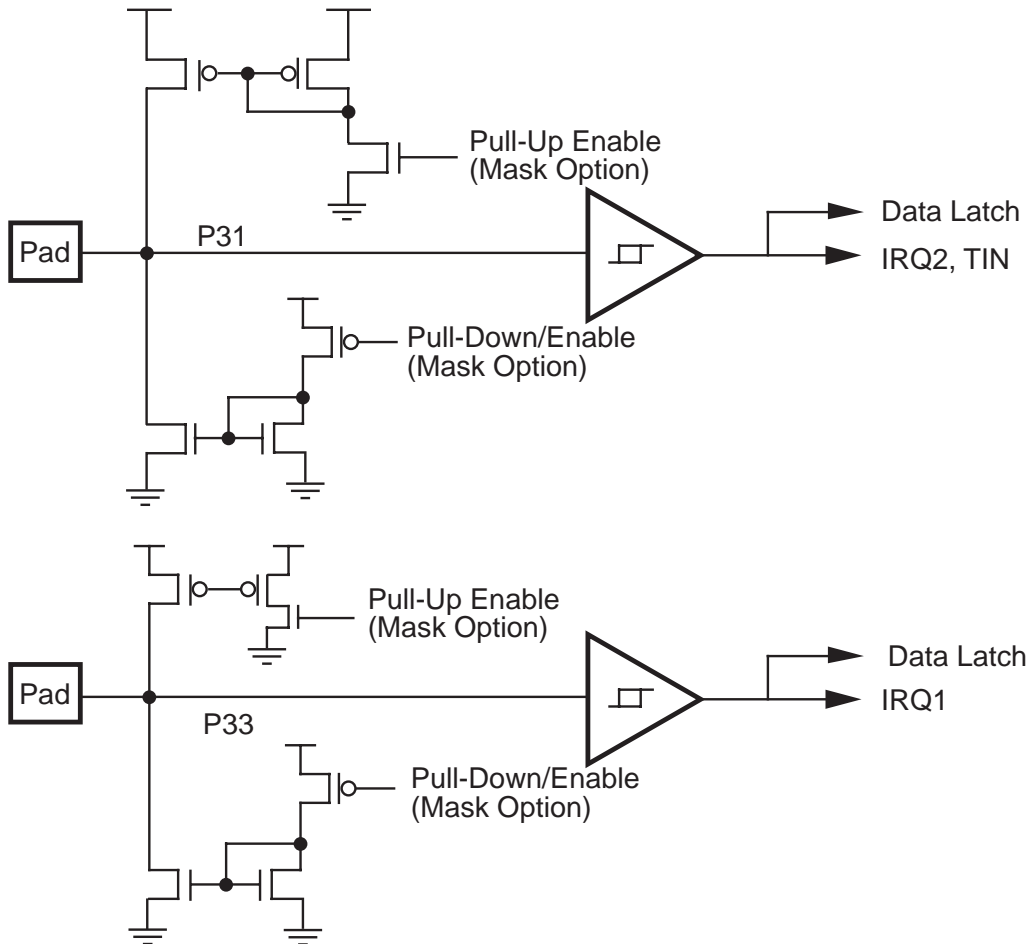 Pull-Up Enable
(Mask Option)
Data Latch
Pad
P31
IRQ2, TIN
Pull-Down/Enable
(Mask Option)
Pull-Up Enable
(Mask Option)
Data Latch
Pad
IRQ1
P33
Pull-Down/Enable
(Mask Option)